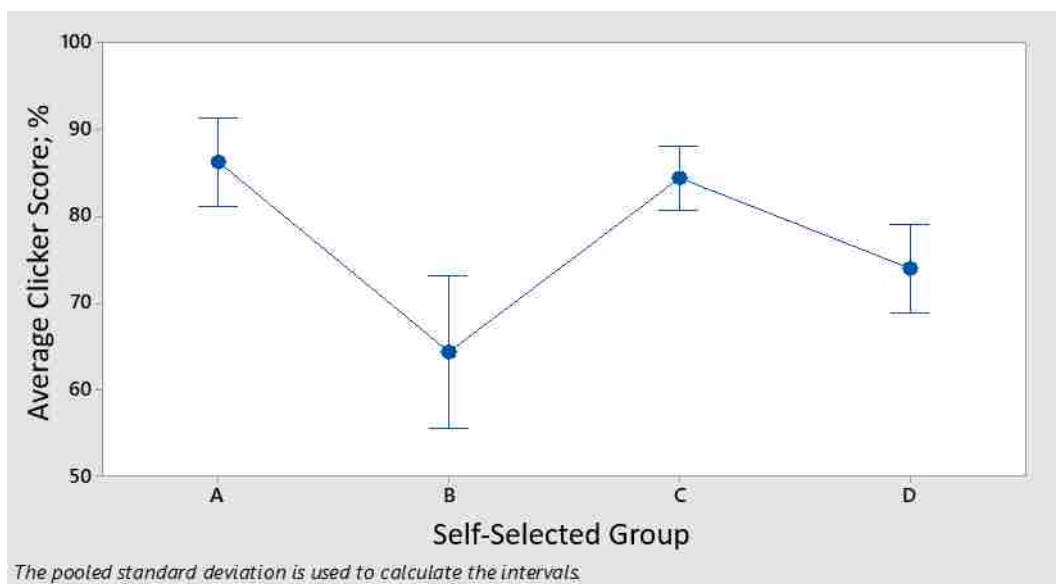 100
90
80
70
60
50
Average Clicker Score; %
A B C D
Self-Selected Group
The pooled standard deviation is used to calculate the intervals.